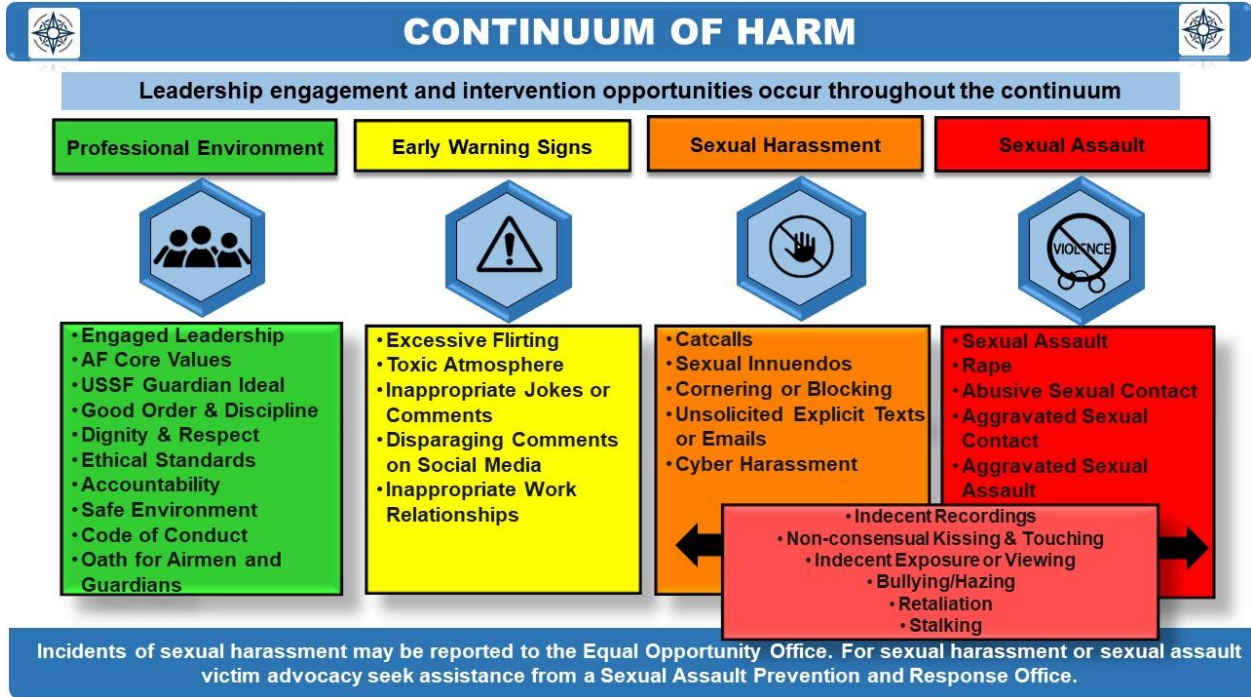 CONTINUUM OF HARM
Leadership engagement and intervention opportunities occur throughout the continuum
Professional Environment
Early Warning Signs
Sexual Harassment
Sexual Assault
VIOLENCE
•Engaged Leadership
•AF Core Values
•USSF Guardian Ideal
•Good Order & Discipline
•Dignity & Respect
•Ethical Standards
•Accountability
•Safe Environment
•Code of Conduct
•Oath for Airmen and
Guardians
•Excessive Flirting
•Toxic Atmosphere
•Inappropriate Jokes or
Comments
•Disparaging Comments
on Social Media
•Inappropriate Work
Relationships
•Catcalls
•Sexual Innuendos
•Cornering or Blocking
•Unsolicited Explicit Texts
or Emails
•Cyber Harassment
•Sexual Assault
•Rape
•Abusive Sexual Contact
•Aggravated Sexual
Contact
•Aggravated Sexual
Assault
•Indecent Recordings
•Non-consensual Kissing & Touching
•Indecent Exposure or Viewing
•Bullying/Hazing
•Retaliation
•Stalking
Incidents of sexual harassment may be reported to the Equal Opportunity Office. For sexual harassment or sexual assault
victim advocacy seek assistance from a Sexual Assault Prevention and Response Office.